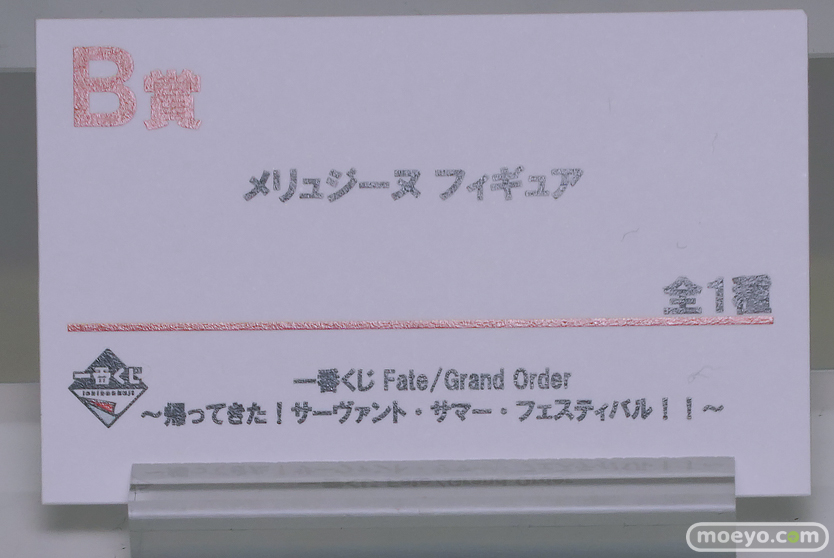 B賞
メリュジーヌ フィギュア
全1種
一番くじ
ichibankuji
一番くじ Fate/Grand Order
～帰ってきた！サーヴァント・サマー・フェスティバル！！～
moeyo.com